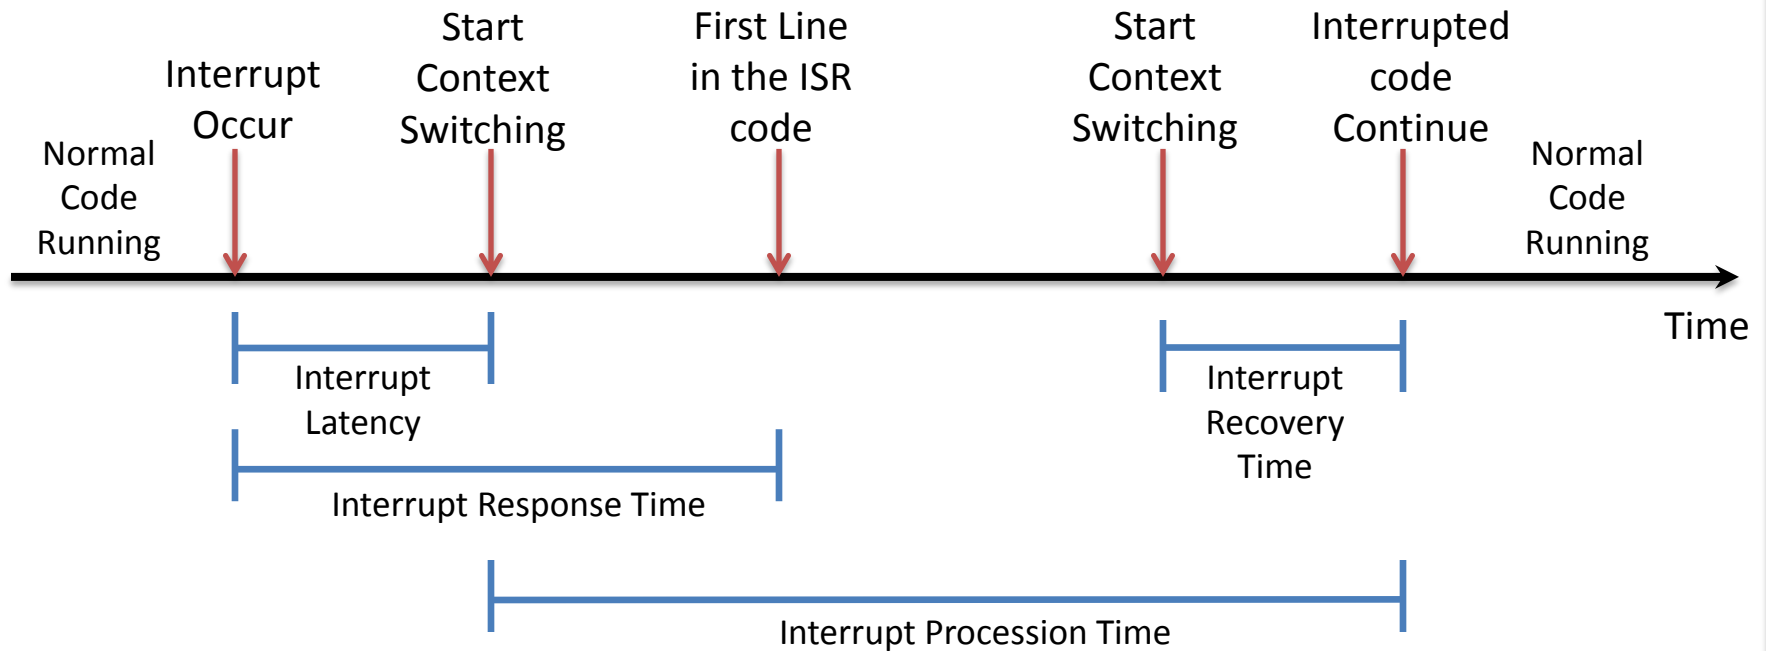 Normal
Code
Running
Interrupt
Occur
Start
Context
Switching
First Line
in the ISR
code
Start
Context
Switching
Interrupted
code
Continue
Normal
Code
Running
Time
Interrupt
Latency
Interrupt
Recovery
Time
Interrupt Response Time
Interrupt Procession Time